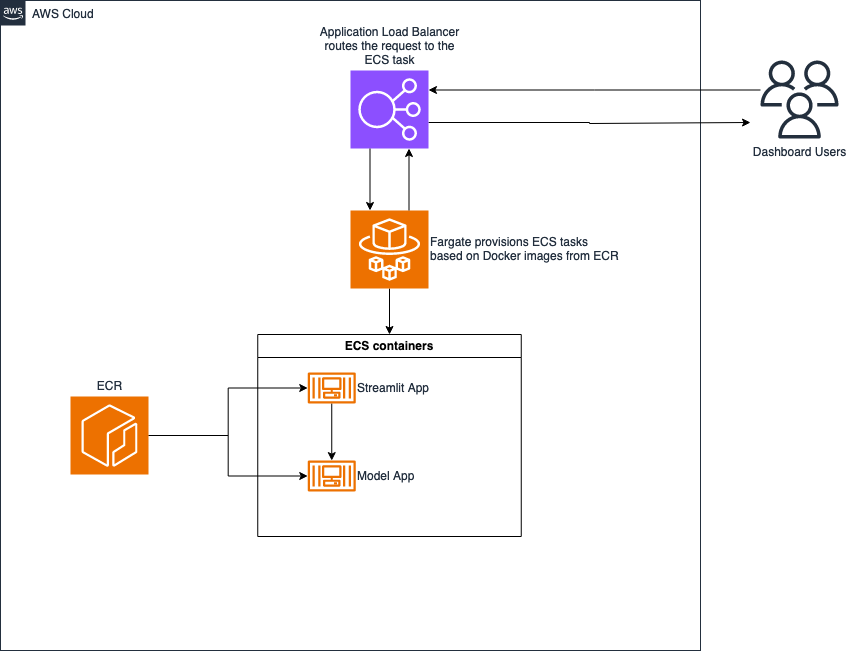 aws
AWS Cloud
Application Load Balancer
routes the request to the
ECS task
Dashboard Users
Fargate provisions ECS tasks
based on Docker images from ECR
ECS containers
ECR
Streamlit App
Model App